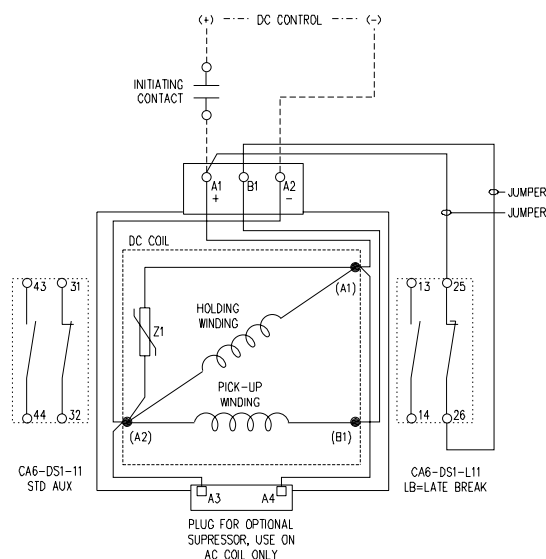 (+) DC CONTROL (-)
INITIATING
CONTACT
A1 B1 A2
+ -
JUMPER
JUMPER
DC COIL
(A1)
43 31
13 25
HOLDING
WINDING
Z1
PICK-UP
WINDING
44 32
14 26
(A2) (B1)
CA6-DS1-11
STD AUX
CA6-DS1-L11
LB=LATE BREAK
A3 A4
PLUG FOR OPTIONAL
SUPRESSOR, USE ON
AC COIL ONLY